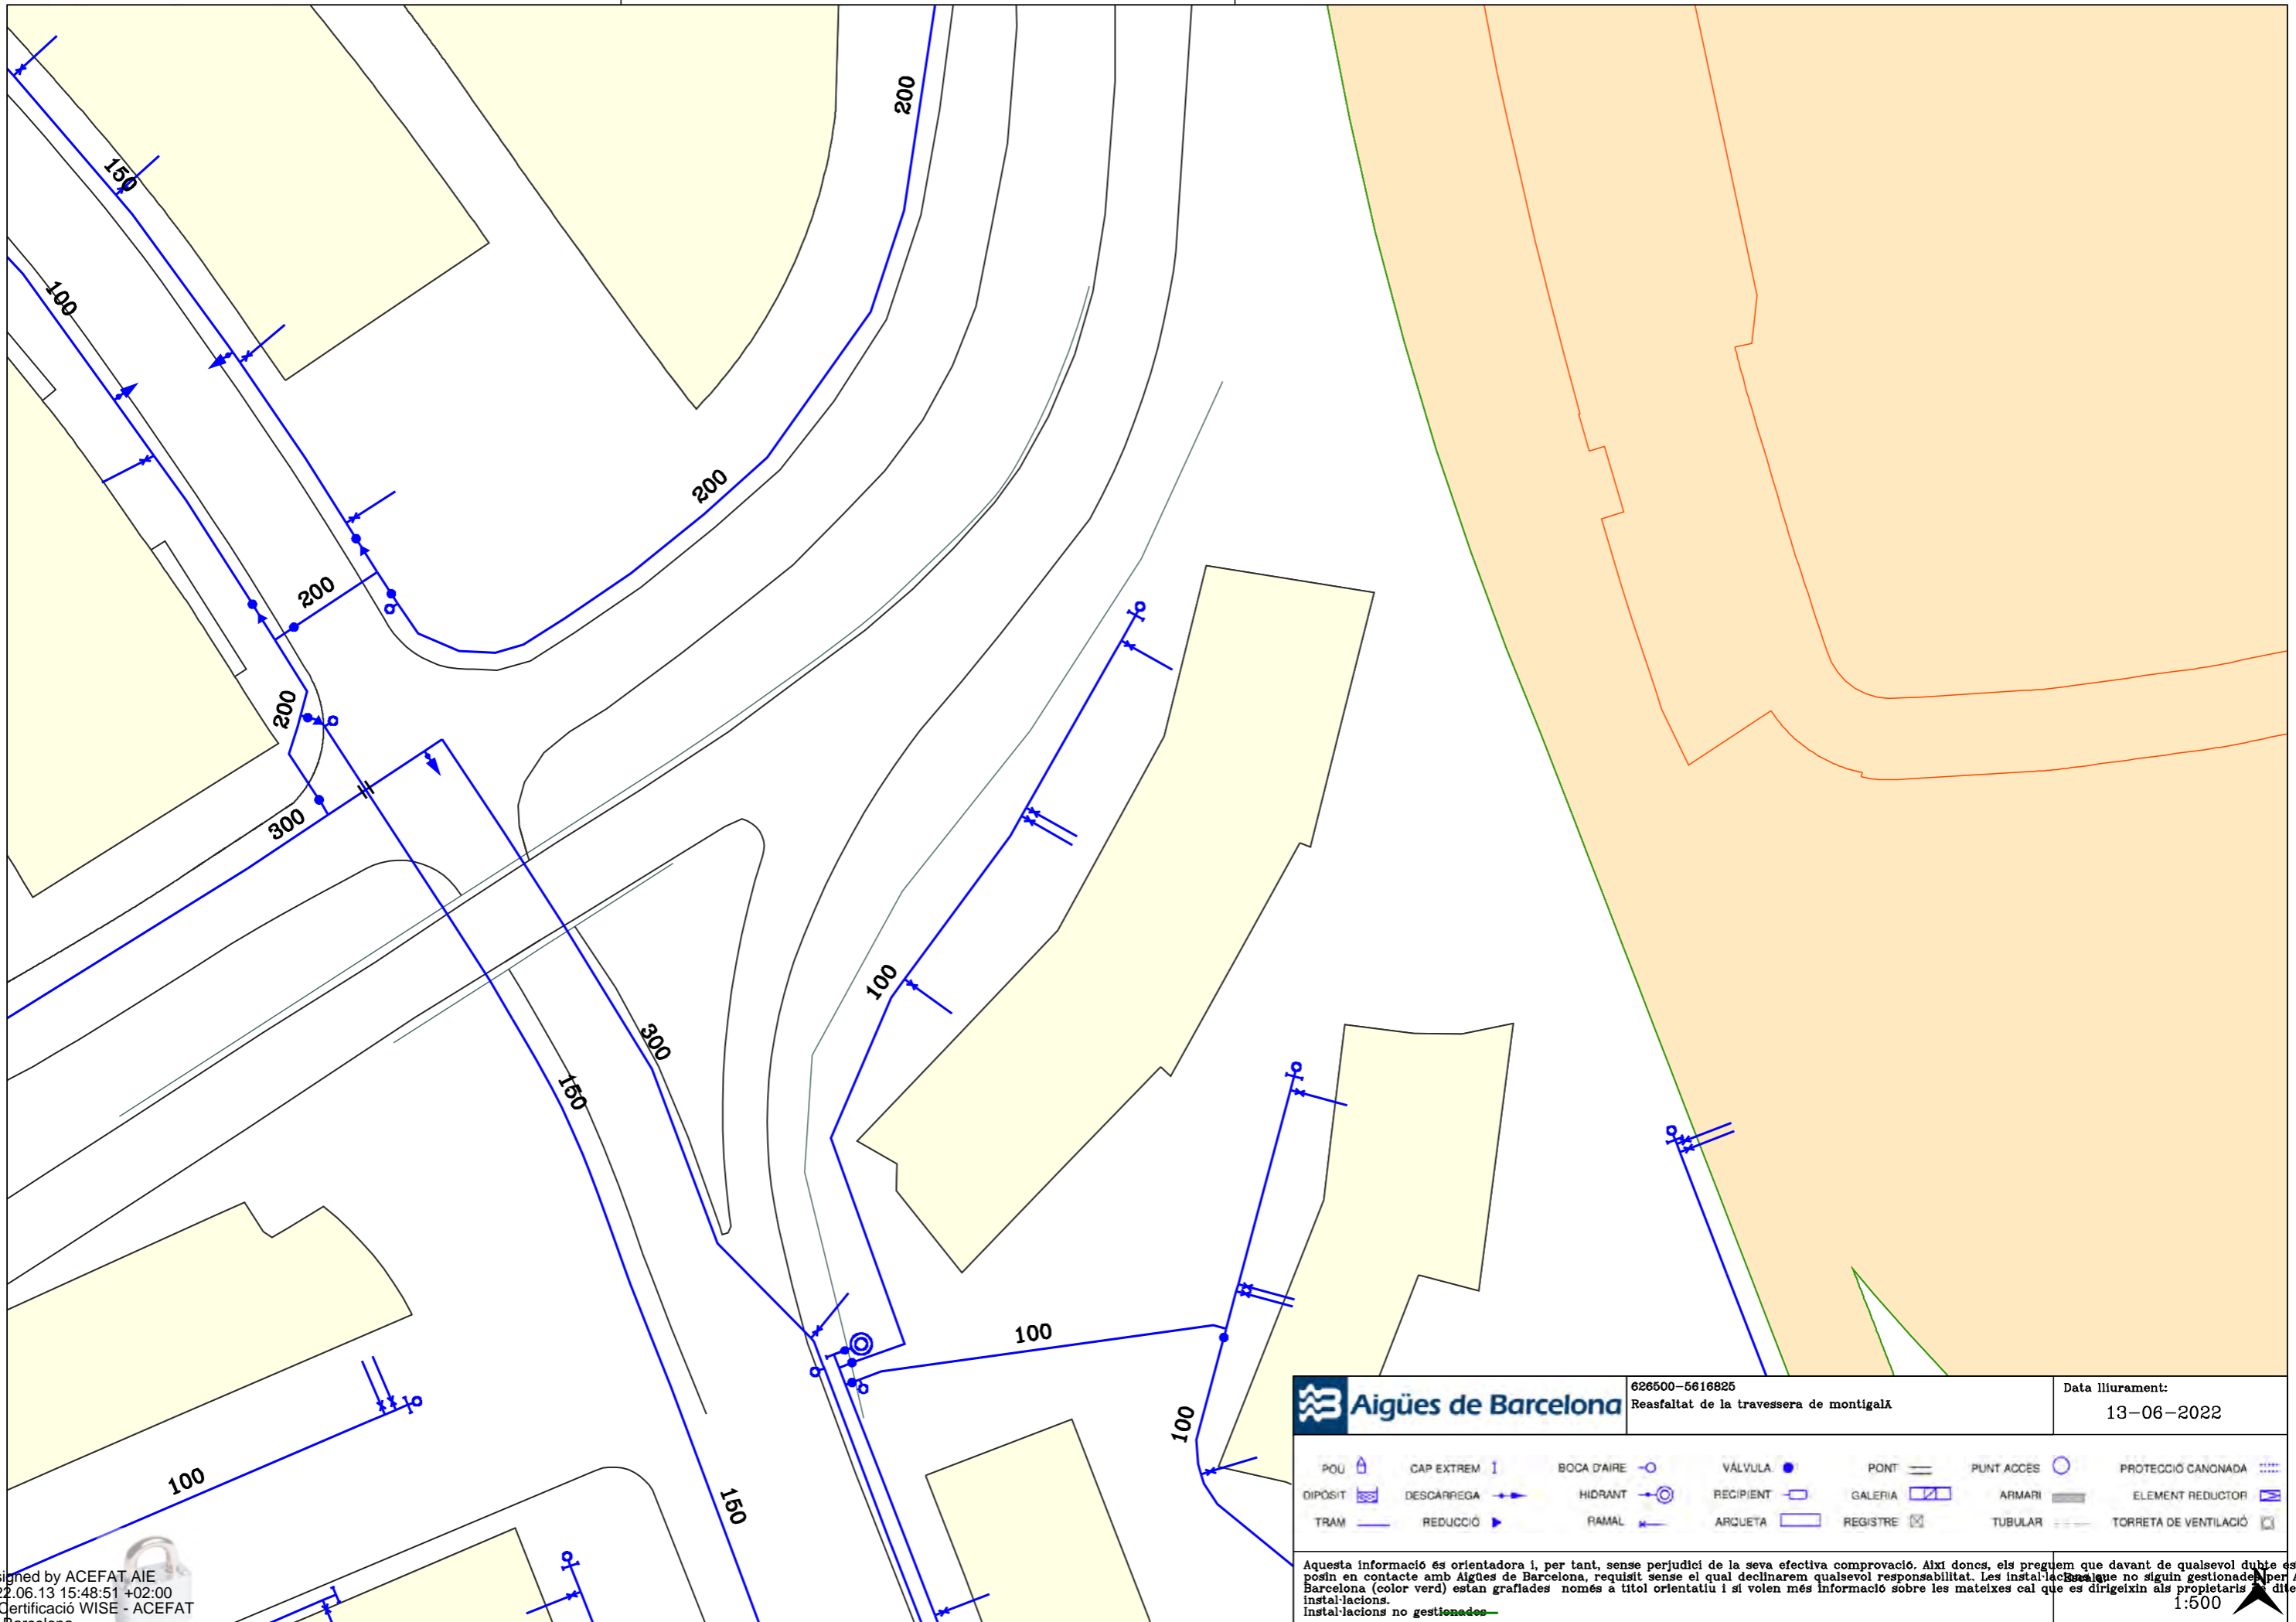 200
150
100
200
200
200
300
100
300
150
100
100
100
150
Aigües de Barcelona
626500-5616825
Reasfaltat de la travessera de montigalÀ
Data lliurament:
13-06-2022
POU CAP EXTREM BOCA D'AIRE VÀLVULA PONT PUNT ACCÉS PROTECCIÓ CANONADA
DIPÒSIT DESCÀRREGA HIDRANT RECIPIENT GALERIA ARMARI ELEMENT REDUCTOR
TRAM REDUCCIÓ RAMAL ARQUETA REGISTRE TUBULAR TORRETA DE VENTILACIÓ
Aquesta informació és orientadora i, per tant, sense perjudici de la seva efectiva comprovació. Així doncs, els preguem que davant de qualsevol dubte es
posin en contacte amb Aigües de Barcelona, requisit sense el qual declinarem qualsevol responsabilitat. Les instal·lacions que no siguin gestionades per A
Barcelona (color verd) estan grafiades només a títol orientatiu i si volen més informació sobre les mateixes cal que es dirigeixin als propietaris de dite
instal·lacions.
Instal·lacions no gestionades
Escala:
1:500
N
igned by ACEFAT AIE
22.06.13 15:48:51 +02:00
Certificació WISE - ACEFAT
Barcelona